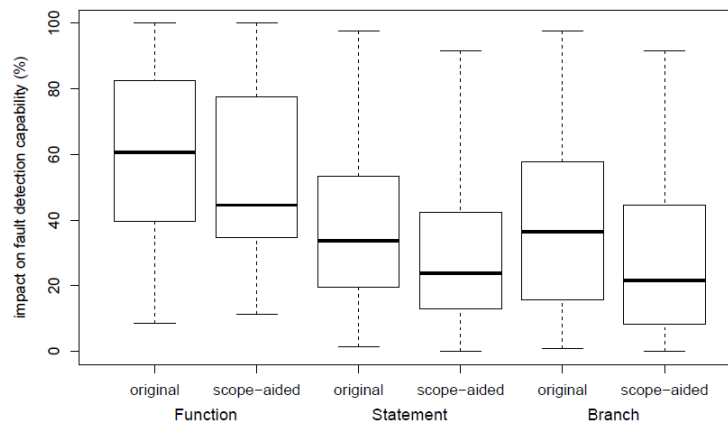 impact on fault detection capability (%)
100
80
60
40
20
0
original scope-aided original scope-aided original scope-aided
Function Statement Branch